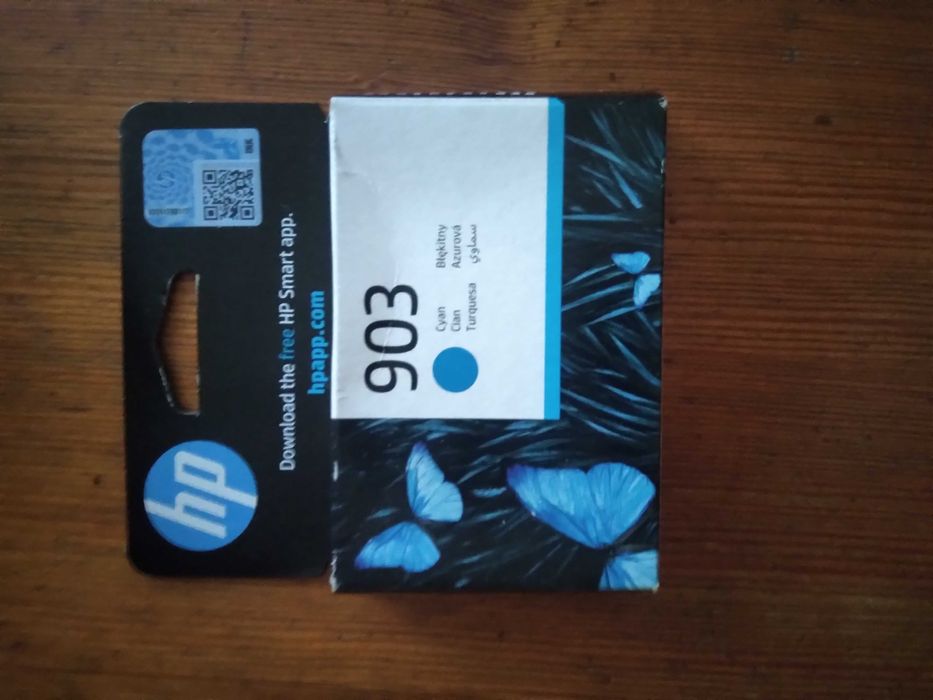 hp
Download the free HP Smart app.
hpapp.com
903
Cyan
Cian
Turquesa
Błękitny
Azurová
سماوي